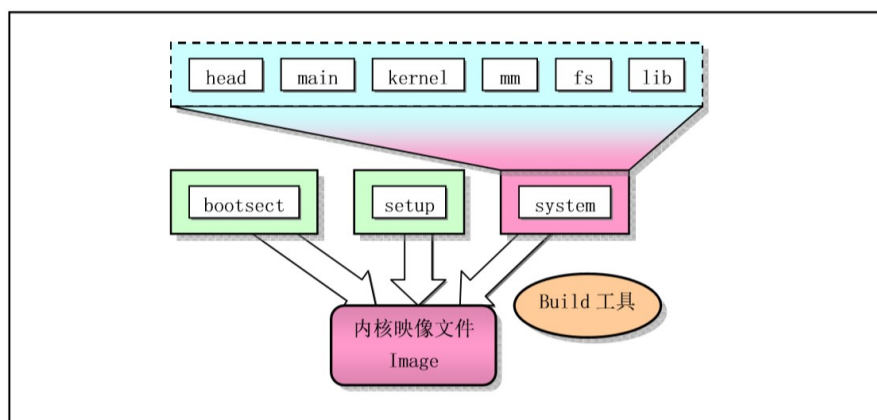 head main kernel mm fs lib
bootsect setup system
Build 工具
内核映像文件
Image